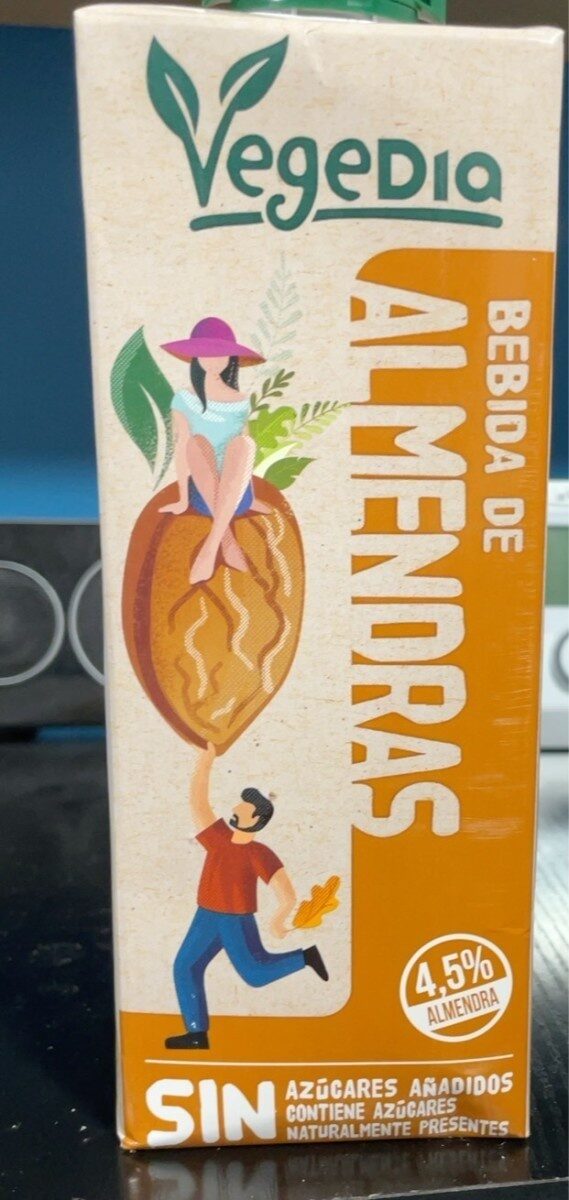 VegeDia
BEBIDA DE
ALMENDRAS
4,5%
ALMENDRA
SIN AZÚCARES AÑADIDOS
CONTIENE AZÚCARES
NATURALMENTE PRESENTES